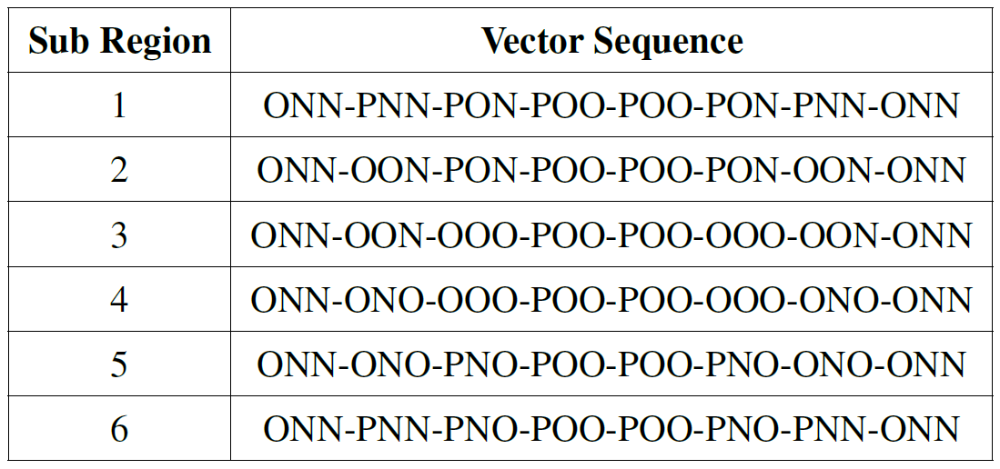 Sub Region Vector Sequence
1 ONN-PNN-PON-POO-POO-PON-PNN-ONN
2 ONN-OON-PON-POO-POO-PON-OON-ONN
3 ONN-OON-OOO-POO-POO-OOO-OON-ONN
4 ONN-ONO-OOO-POO-POO-OOO-ONO-ONN
5 ONN-ONO-PNO-POO-POO-PNO-ONO-ONN
6 ONN-PNN-PNO-POO-POO-PNO-PNN-ONN